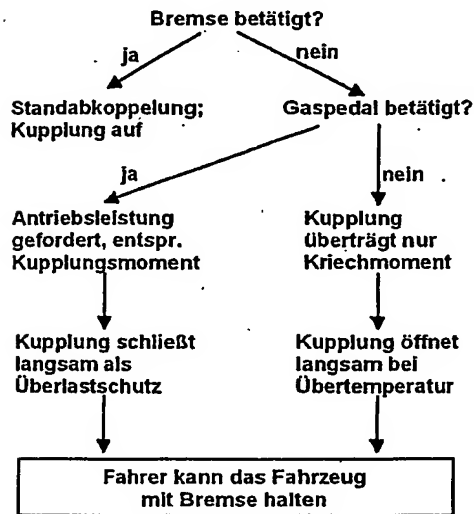 Bremse betätigt?
ja
nein
Standabkoppelung;
Kupplung auf
Gaspedal betätigt?
ja
nein
Antriebsleistung
gefordert, entspr.
Kupplungsmoment
Kupplung
überträgt nur
Kriechmoment
Kupplung schließt
langsam als
Überlastschutz
Kupplung öffnet
langsam bei
Übertemperatur
Fahrer kann das Fahrzeug
mit Bremse halten